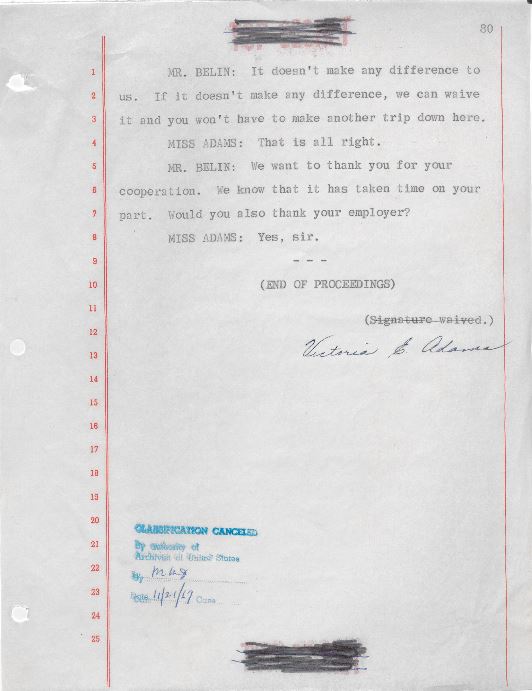 80
1 MR. BELIN: It doesn't make any difference to
2 us. If it doesn't make any difference, we can waive
3 it and you won't have to make another trip down here.
4 MISS ADAMS: That is all right.
5 MR. BELIN: We want to thank you for your
6 cooperation. We know that it has taken time on your
7 part. Would you also thank your employer?
8 MISS ADAMS: Yes, sir.
9 - - -
10 (END OF PROCEEDINGS)
11
(Signature waived.)
12
13 Victoria E. Adams
14
15
16
17
18
19
20 CLASSIFICATION CANCELED
21 By authority of
Archives of United States
22 By
23 Date 11/21/67
24
25